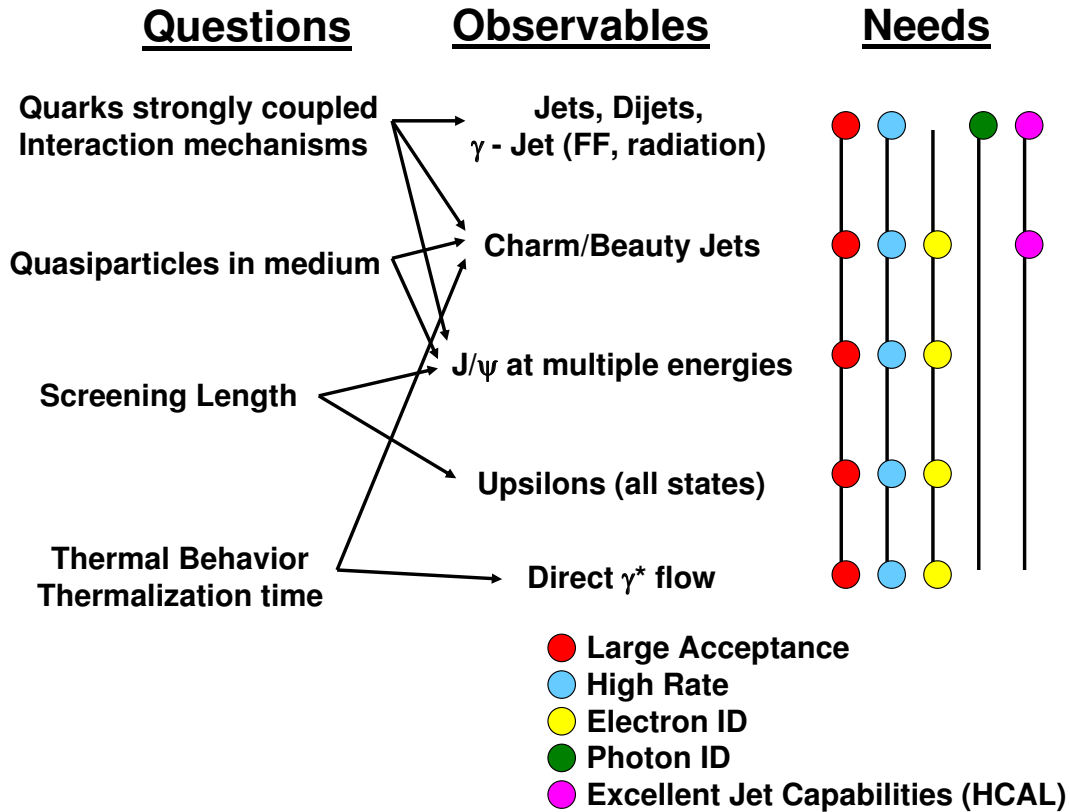 Questions
Observables
Needs
Quarks strongly coupled
Interaction mechanisms
Jets, Dijets,
γ - Jet (FF, radiation)
Quasiparticles in medium
Charm/Beauty Jets
Screening Length
J/ψ at multiple energies
Upsilons (all states)
Thermal Behavior
Thermalization time
Direct γ* flow
Large Acceptance
High Rate
Electron ID
Photon ID
Excellent Jet Capabilities (HCAL)